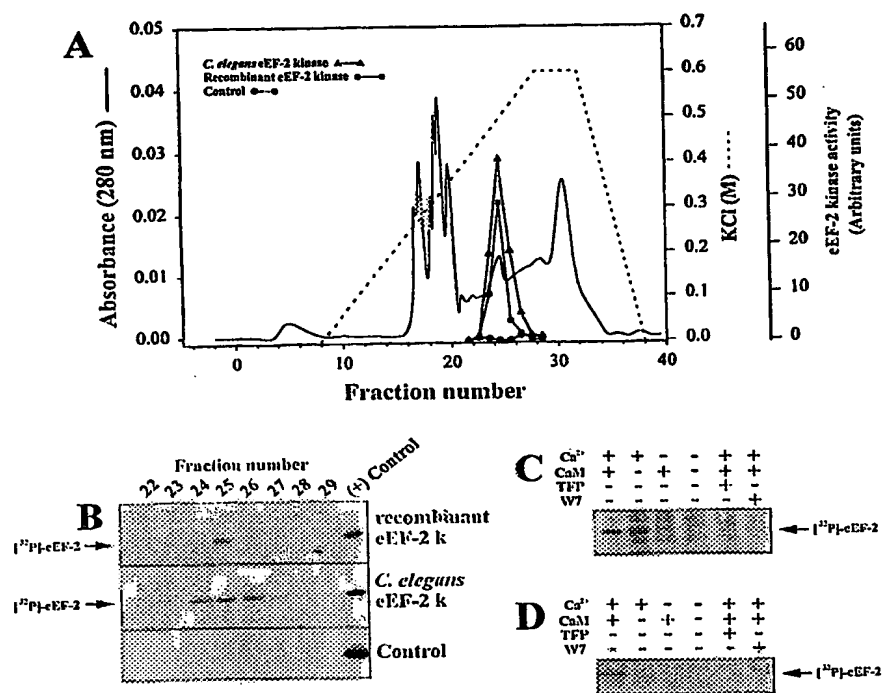 A
0.05
0.04
0.03
0.02
0.01
0.00
Absorbance (280 nm)
C. elegans eEF-2 kinase
Recombinant eEF-2 kinase
Control
0 10 20 30 40
Fraction number
0.7
0.6
0.5
0.4
0.3
0.2
0.1
0.0
KCl (M)
60
50
40
30
20
10
0
eEF-2 kinase activity
(Arbitrary units)
B
Fraction number
22 23 24 25 26 27 28 29 (+) Control
[³²P]-eEF-2
recombinant
eEF-2 k
[³²P]-eEF-2
C. elegans
eEF-2 k
Control
C
Ca²⁺ + + - - + +
CaM + - + - + +
TFP - - - - + -
W7 - - - - - +
[³²P]-eEF-2
D
Ca²⁺ + + - - + +
CaM + - + - + +
TFP - - - - + -
W7 - - - - - +
[³²P]-eEF-2